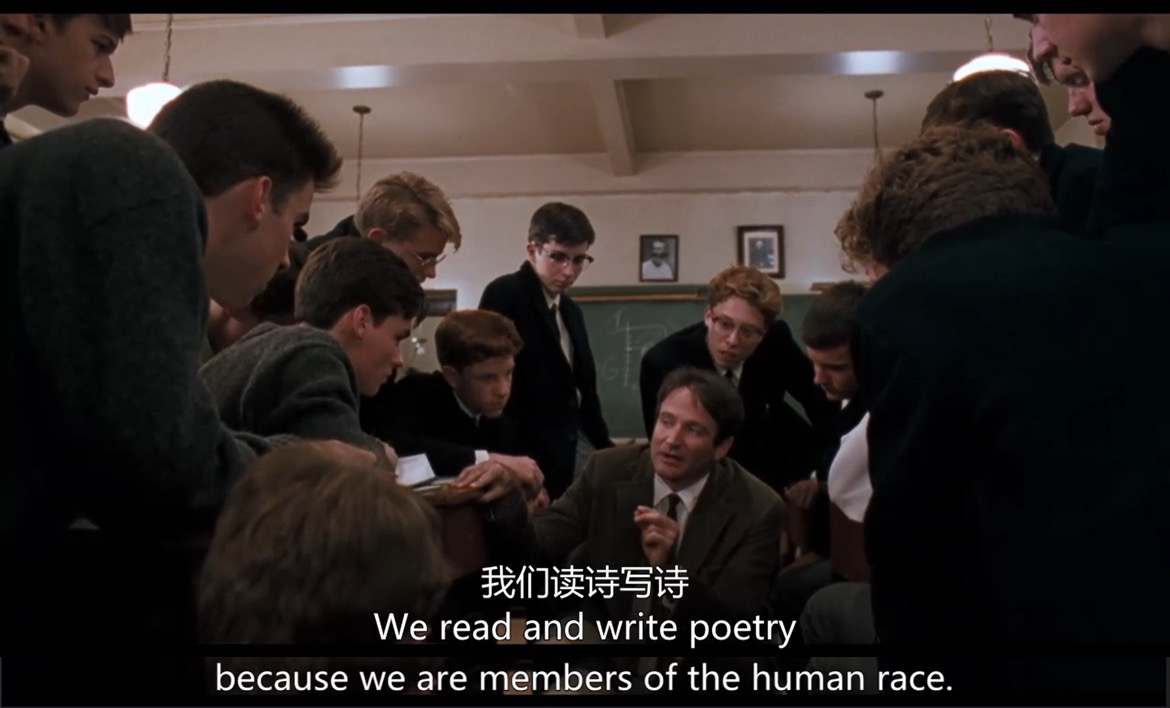 我们读诗写诗
We read and write poetry
because we are members of the human race.